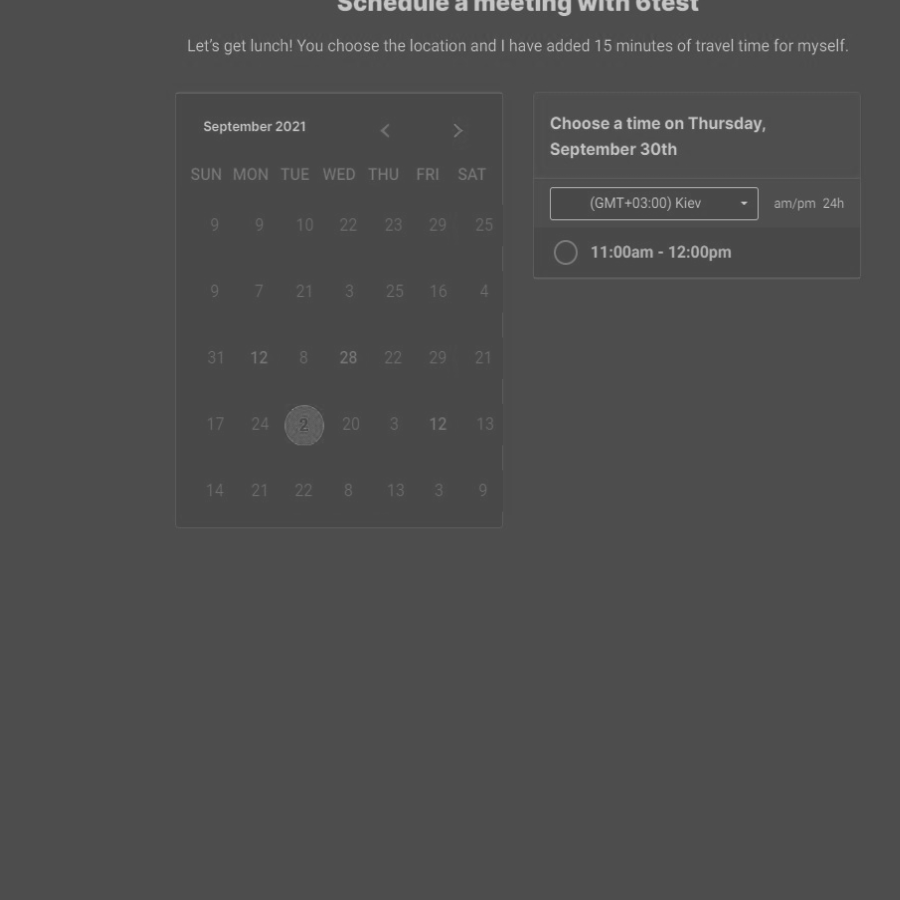 Schedule a meeting with 6test
Let's get lunch! You choose the location and I have added 15 minutes of travel time for myself.
September 2021
SUN MON TUE WED THU FRI SAT
9 9 10 22 23 29 25
9 7 21 3 25 16 4
31 12 8 28 22 29 21
17 24 2 20 3 12 13
14 21 22 8 13 3 9
Choose a time on Thursday,
September 30th
(GMT+03:00) Kiev am/pm 24h
11:00am - 12:00pm